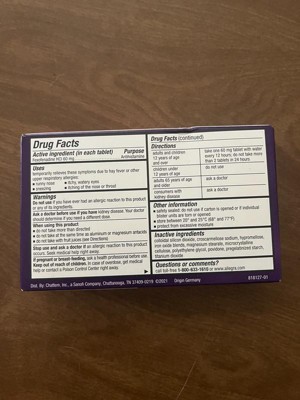 Drug Facts
Active ingredient (in each tablet) Purpose
Fexofenadine HCl 60 mg Antihistamine
Uses
temporarily relieves these symptoms due to hay fever or other
upper respiratory allergies:
■ runny nose ■ itchy, watery eyes
■ sneezing ■ itching of the nose or throat
Warnings
Do not use if you have ever had an allergic reaction to this product
or any of its ingredients.
Ask a doctor before use if you have kidney disease. Your doctor
should determine if you need a different dose.
When using this product
■ do not take more than directed
■ do not take at the same time as aluminum or magnesium antacids
■ do not take with fruit juices (see Directions)
Stop use and ask a doctor if an allergic reaction to this product
occurs. Seek medical help right away.
If pregnant or breast-feeding, ask a health professional before use.
Keep out of reach of children. In case of overdose, get medical
help or contact a Poison Control Center right away.
Drug Facts (continued)
Directions
adults and children 12 years of age and over
take one 60 mg tablet with water every 12 hours; do not take more than 2 tablets in 24 hours
children under 12 years of age
do not use
adults 65 years of age and older
ask a doctor
consumers with kidney disease
ask a doctor
Other information
■ safety sealed: do not use if carton is opened or if individual
blister units are torn or opened
■ store between 20° and 25°C (68° and 77°F)
■ protect from excessive moisture
Inactive ingredients
colloidal silicon dioxide, croscarmellose sodium, hypromellose,
iron oxide blends, magnesium stearate, microcrystalline
cellulose, polyethylene glycol, povidone, pregelatinized starch,
titanium dioxide
Questions or comments?
call toll-free 1-800-633-1610 or www.allegra.com
Dist. By: Chattem, Inc., a Sanofi Company, Chattanooga, TN 37409-0219 ©2021 Origin Germany